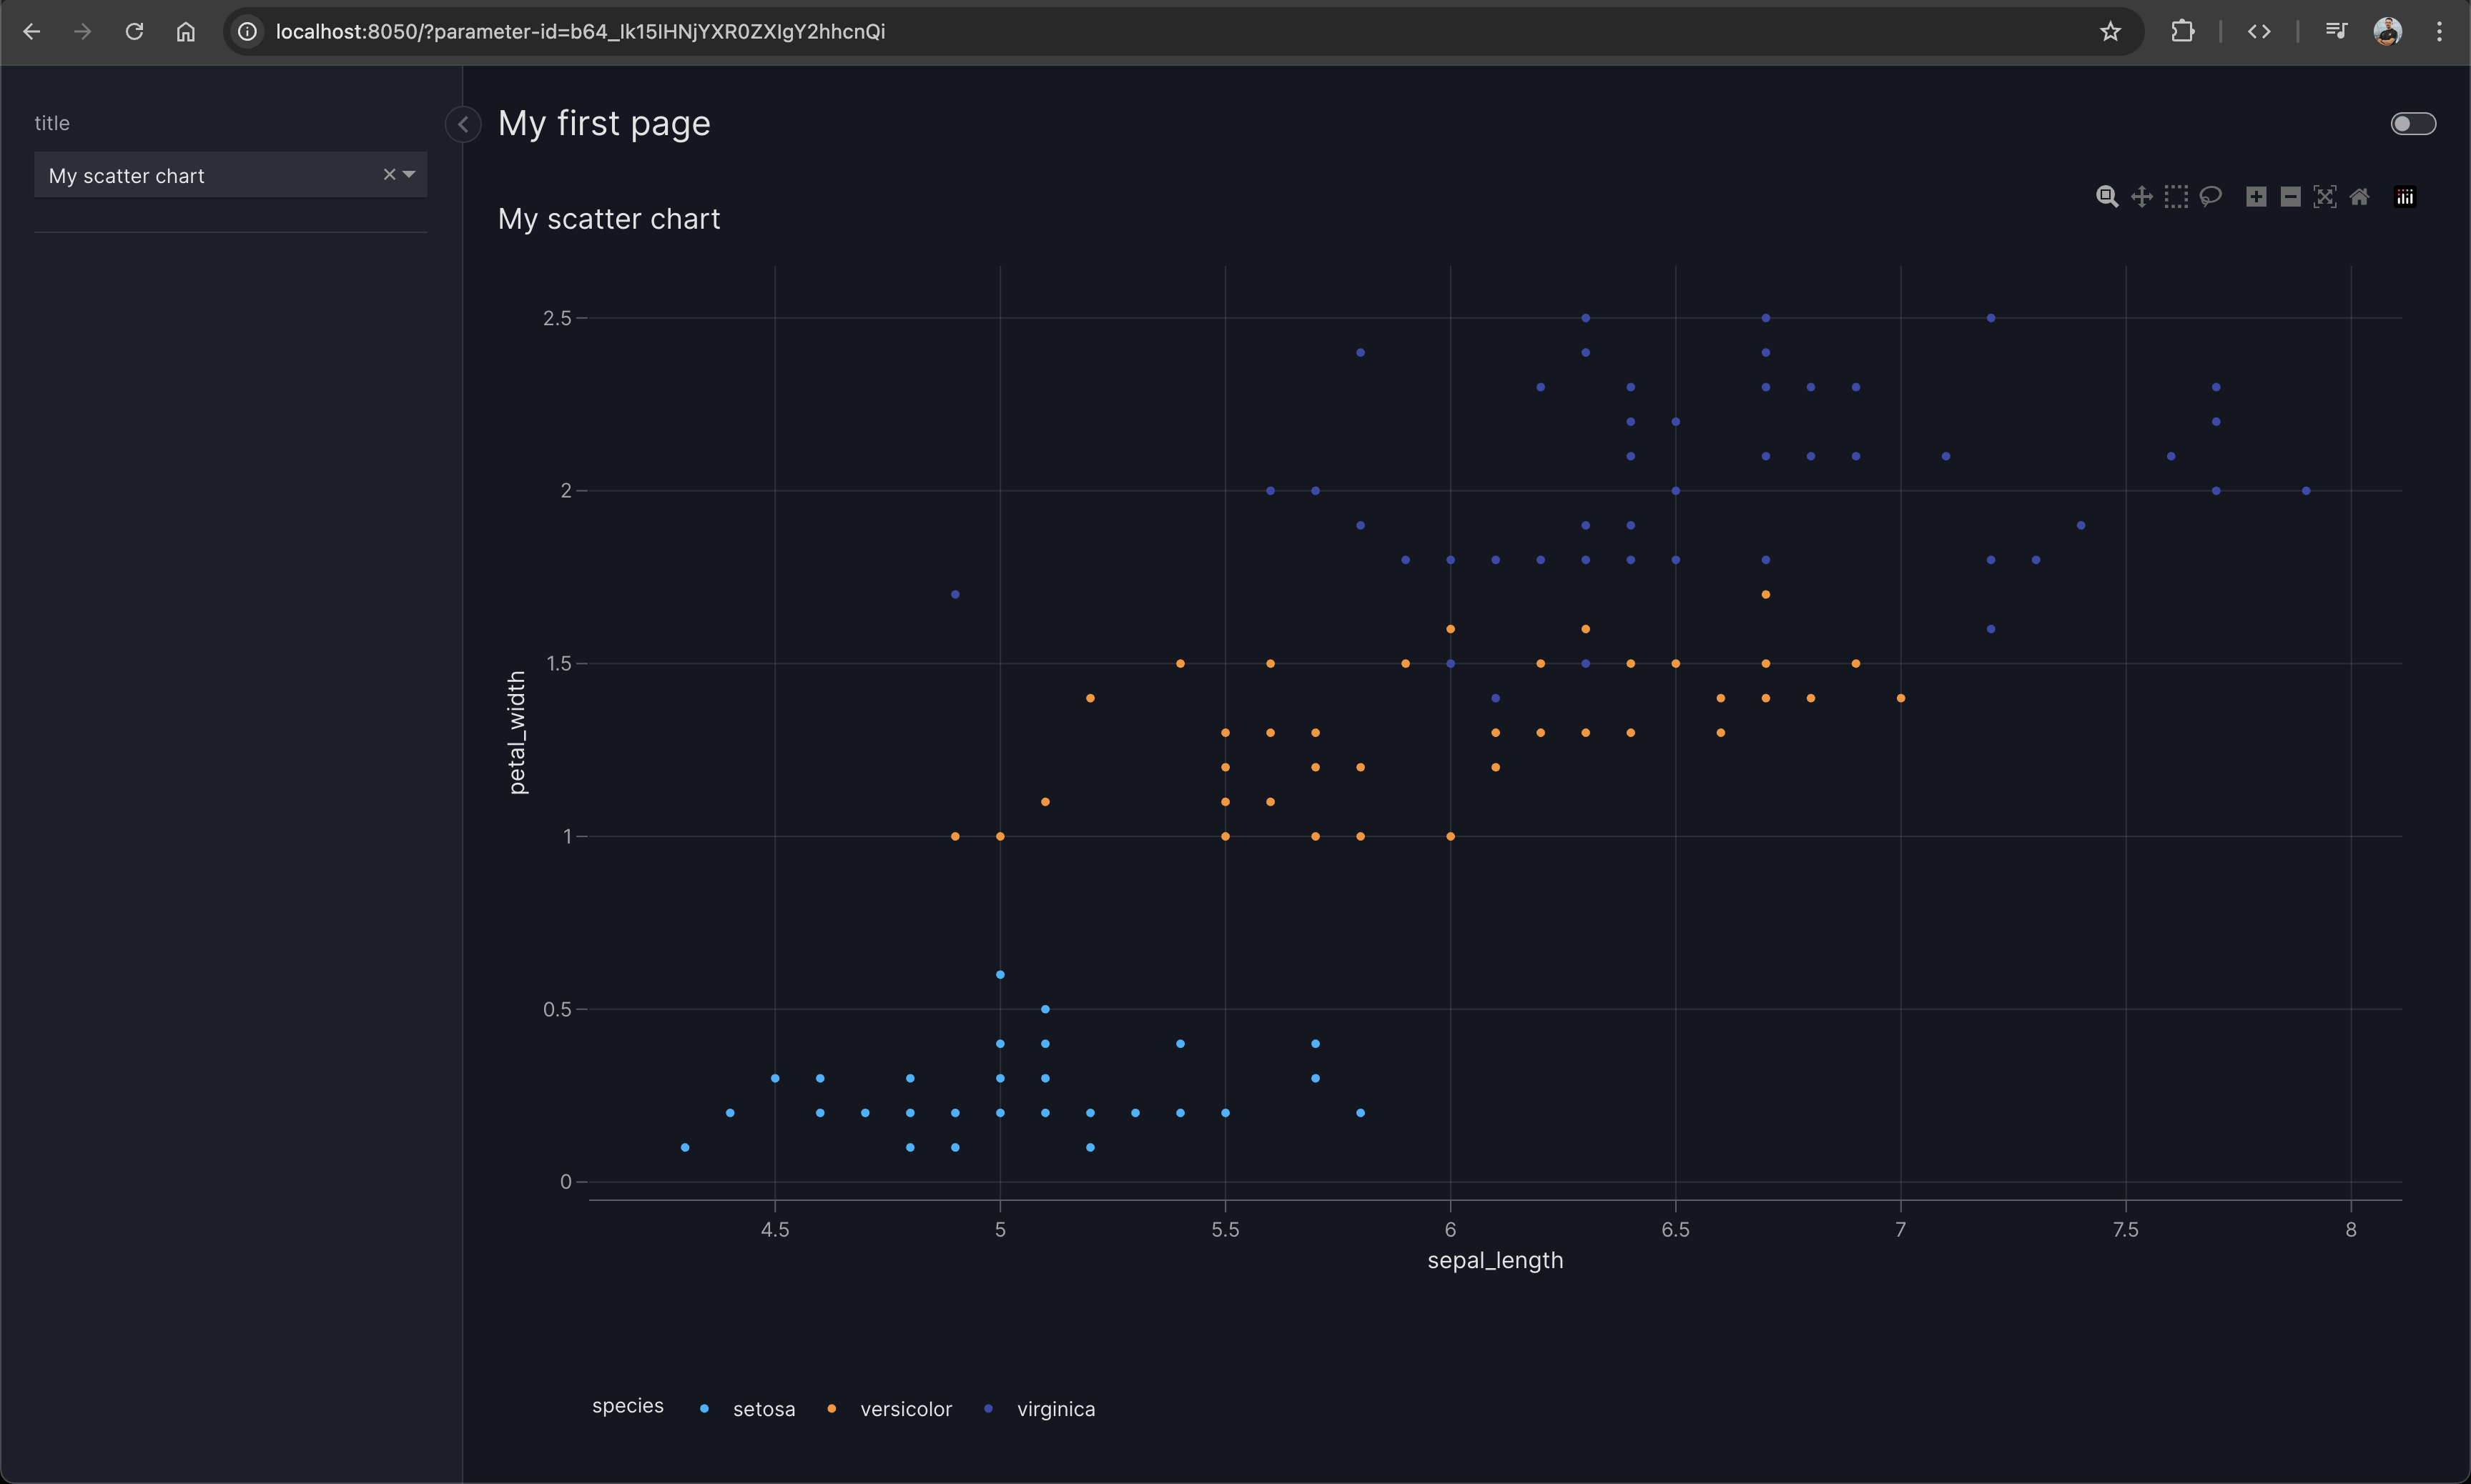 localhost:8050/?parameter-id=b64_Ik15IHNjYXR0ZXIgY2hhcnQi
title
My scatter chart
My first page
My scatter chart
2.5
2
1.5
1
0.5
0
petal_width
4.5 5 5.5 6 6.5 7 7.5 8
sepal_length
species setosa versicolor virginica